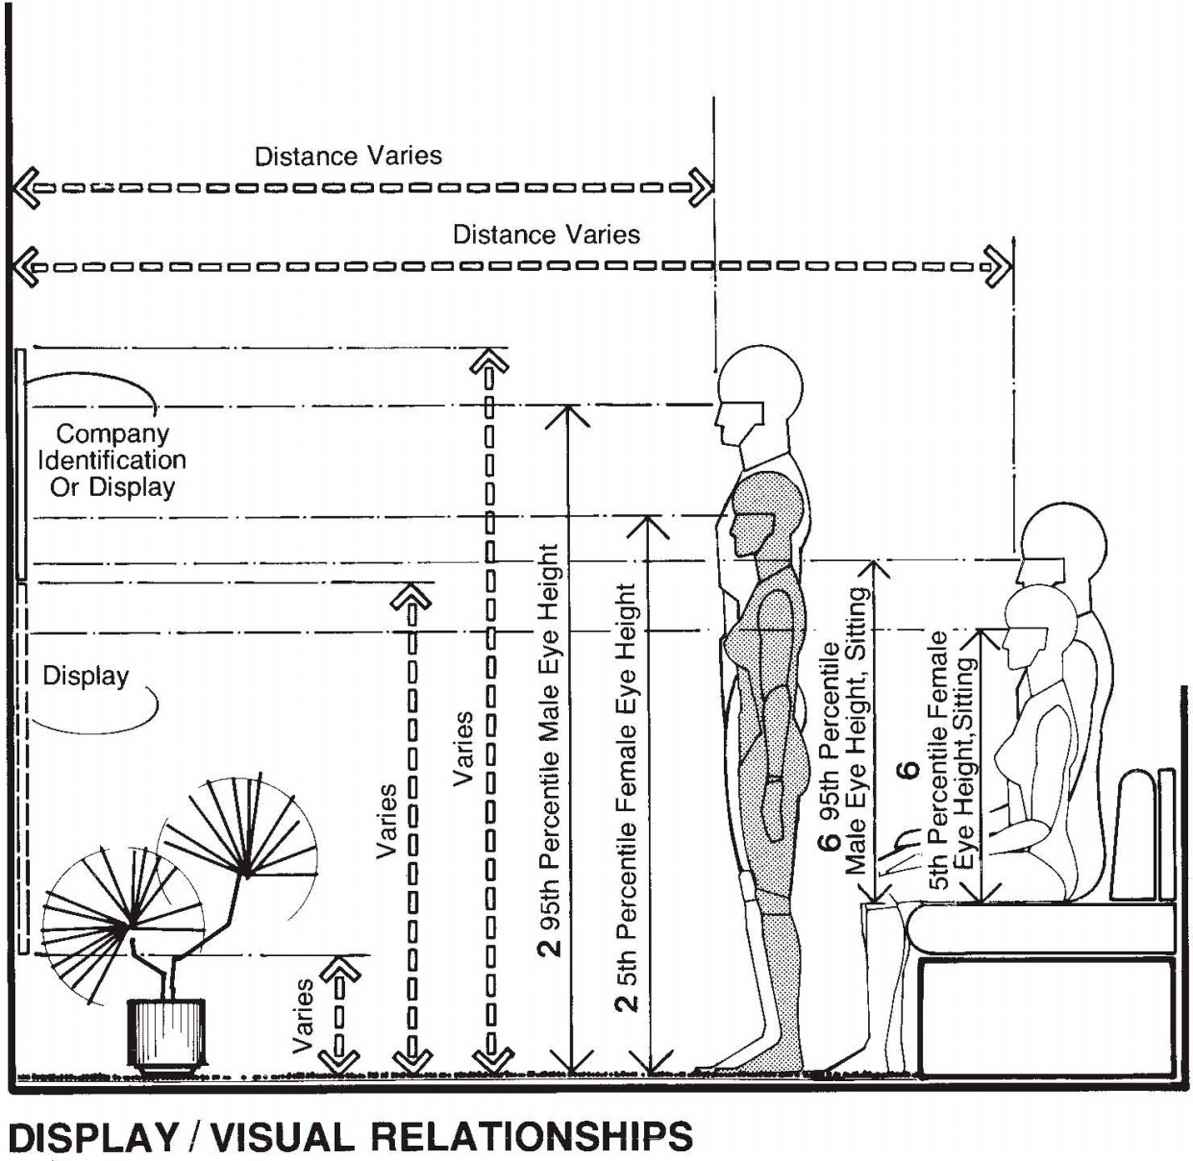 Distance Varies
Distance Varies
Company
Identification
Or Display
Display
Varies
Varies
Varies
2 95th Percentile Male Eye Height
2 5th Percentile Female Eye Height
6 95th Percentile
Male Eye Height, Sitting
6
5th Percentile Female
Eye Height,Sitting
DISPLAY / VISUAL RELATIONSHIPS